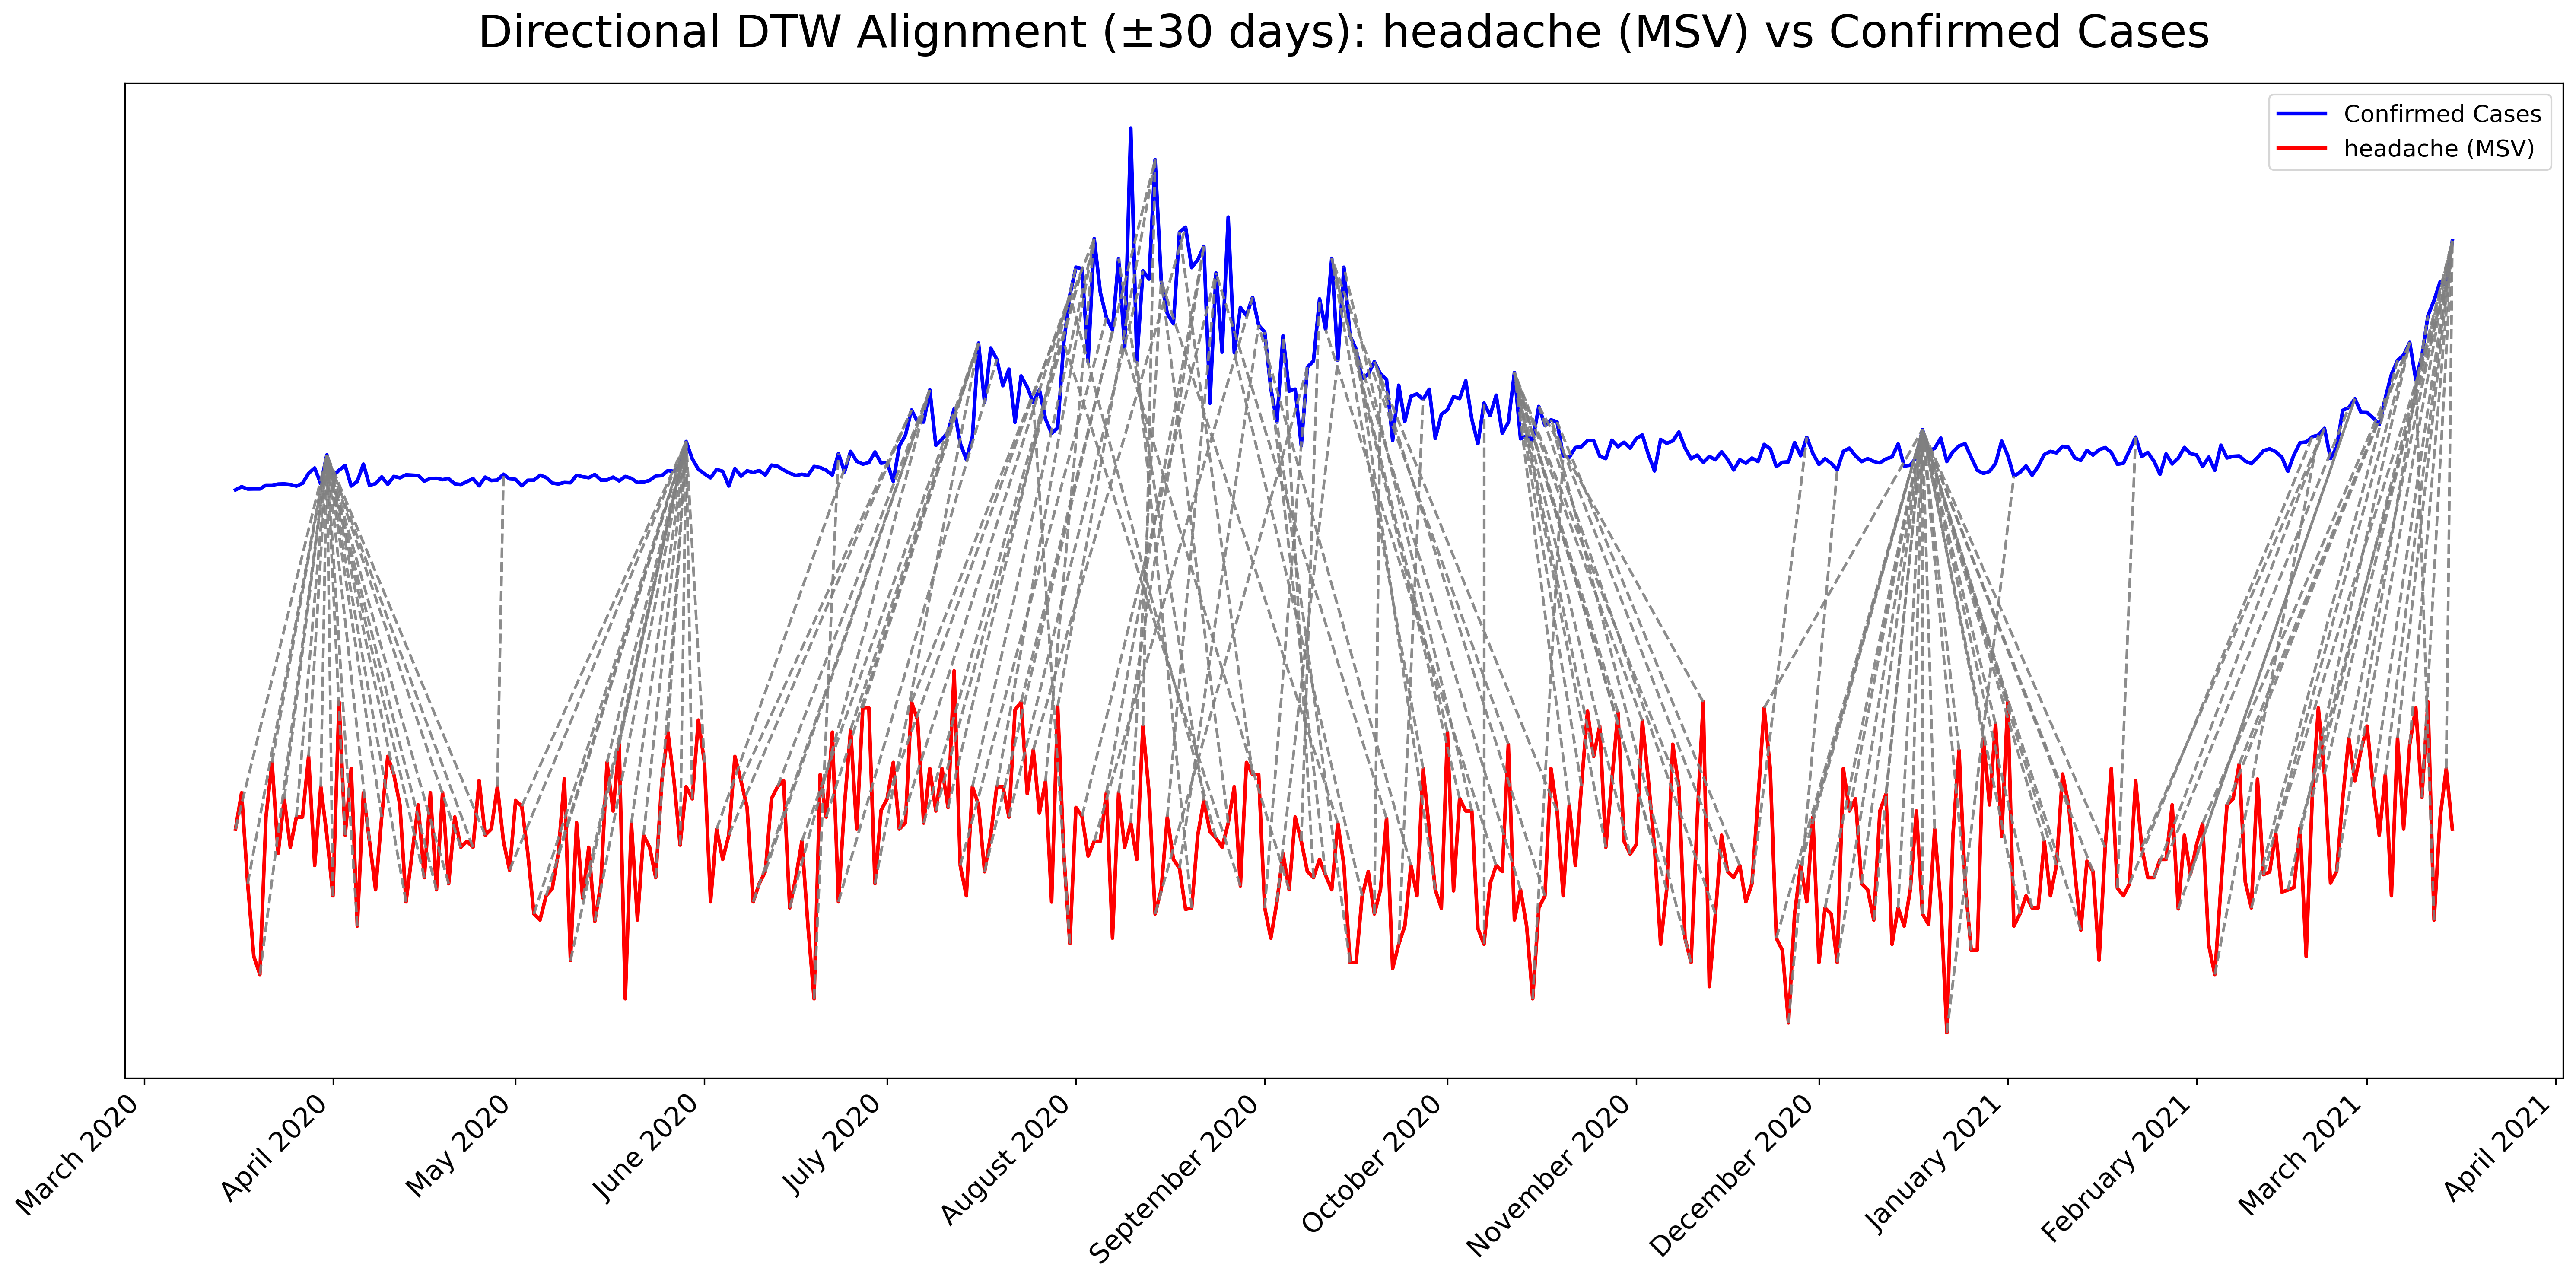 Directional DTW Alignment (±30 days): headache (MSV) vs Confirmed Cases
Confirmed Cases
headache (MSV)
March 2020
April 2020
May 2020
June 2020
July 2020
August 2020
September 2020
October 2020
November 2020
December 2020
January 2021
February 2021
March 2021
April 2021